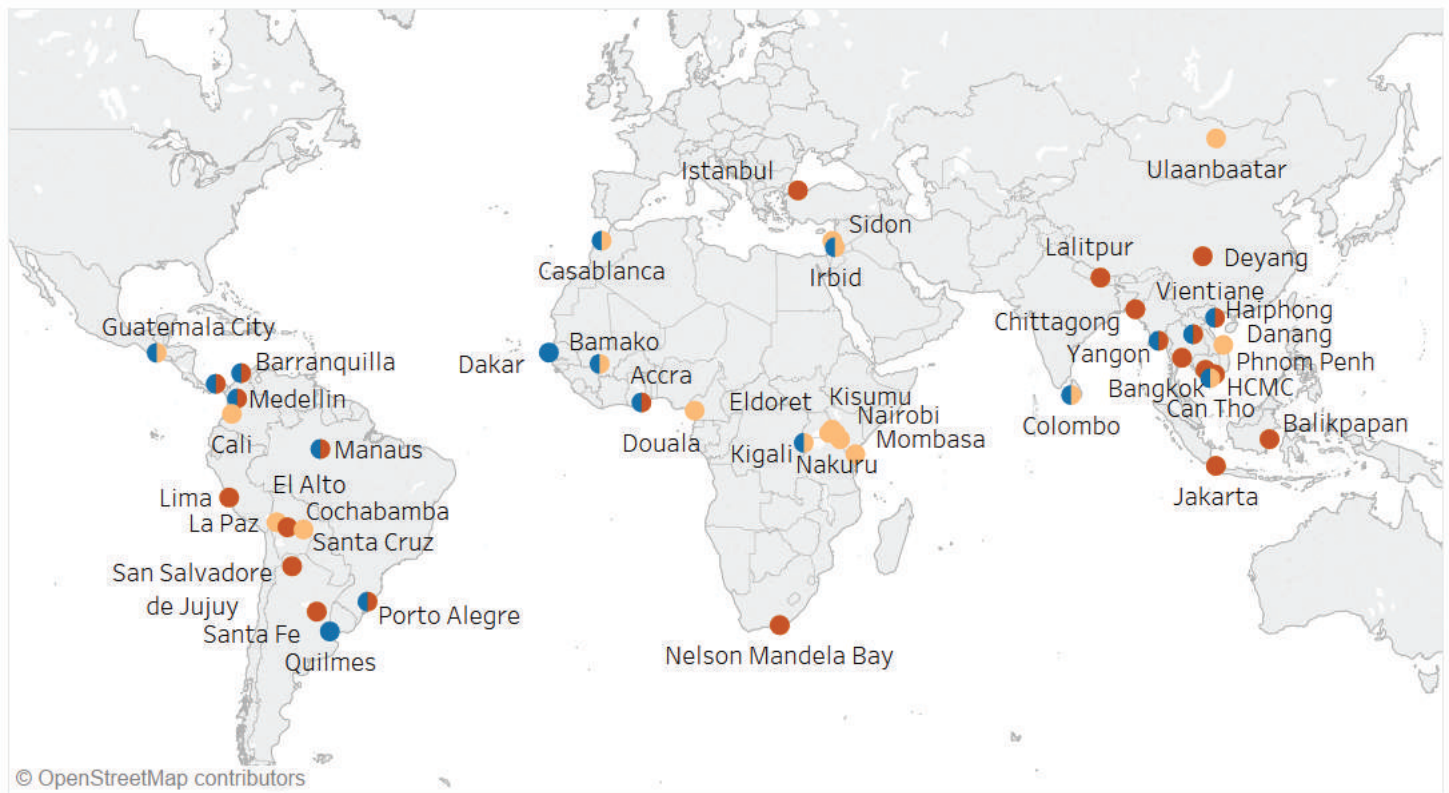 Istanbul
Ulaanbaatar
Sidon
Lalitpur
Deyang
Casablanca
Irbid
Vientiane
Haiphong
Chittagong
Danang
Guatemala City
Bamako
Dakar
Yangon
Phnom Penh
Barranquilla
Accra
Kisumu
Bangkok
HCMC
Medellin
Eldoret
Nairobi
Can Tho
Balikpapan
Cali
Douala
Mombasa
Colombo
Manaus
Kigali
Nakuru
El Alto
Lima
Cochabamba
Jakarta
La Paz
Santa Cruz
San Salvadore
de Jujuy
Porto Alegre
Santa Fe
Quilmes
Nelson Mandela Bay
© OpenStreetMap contributors